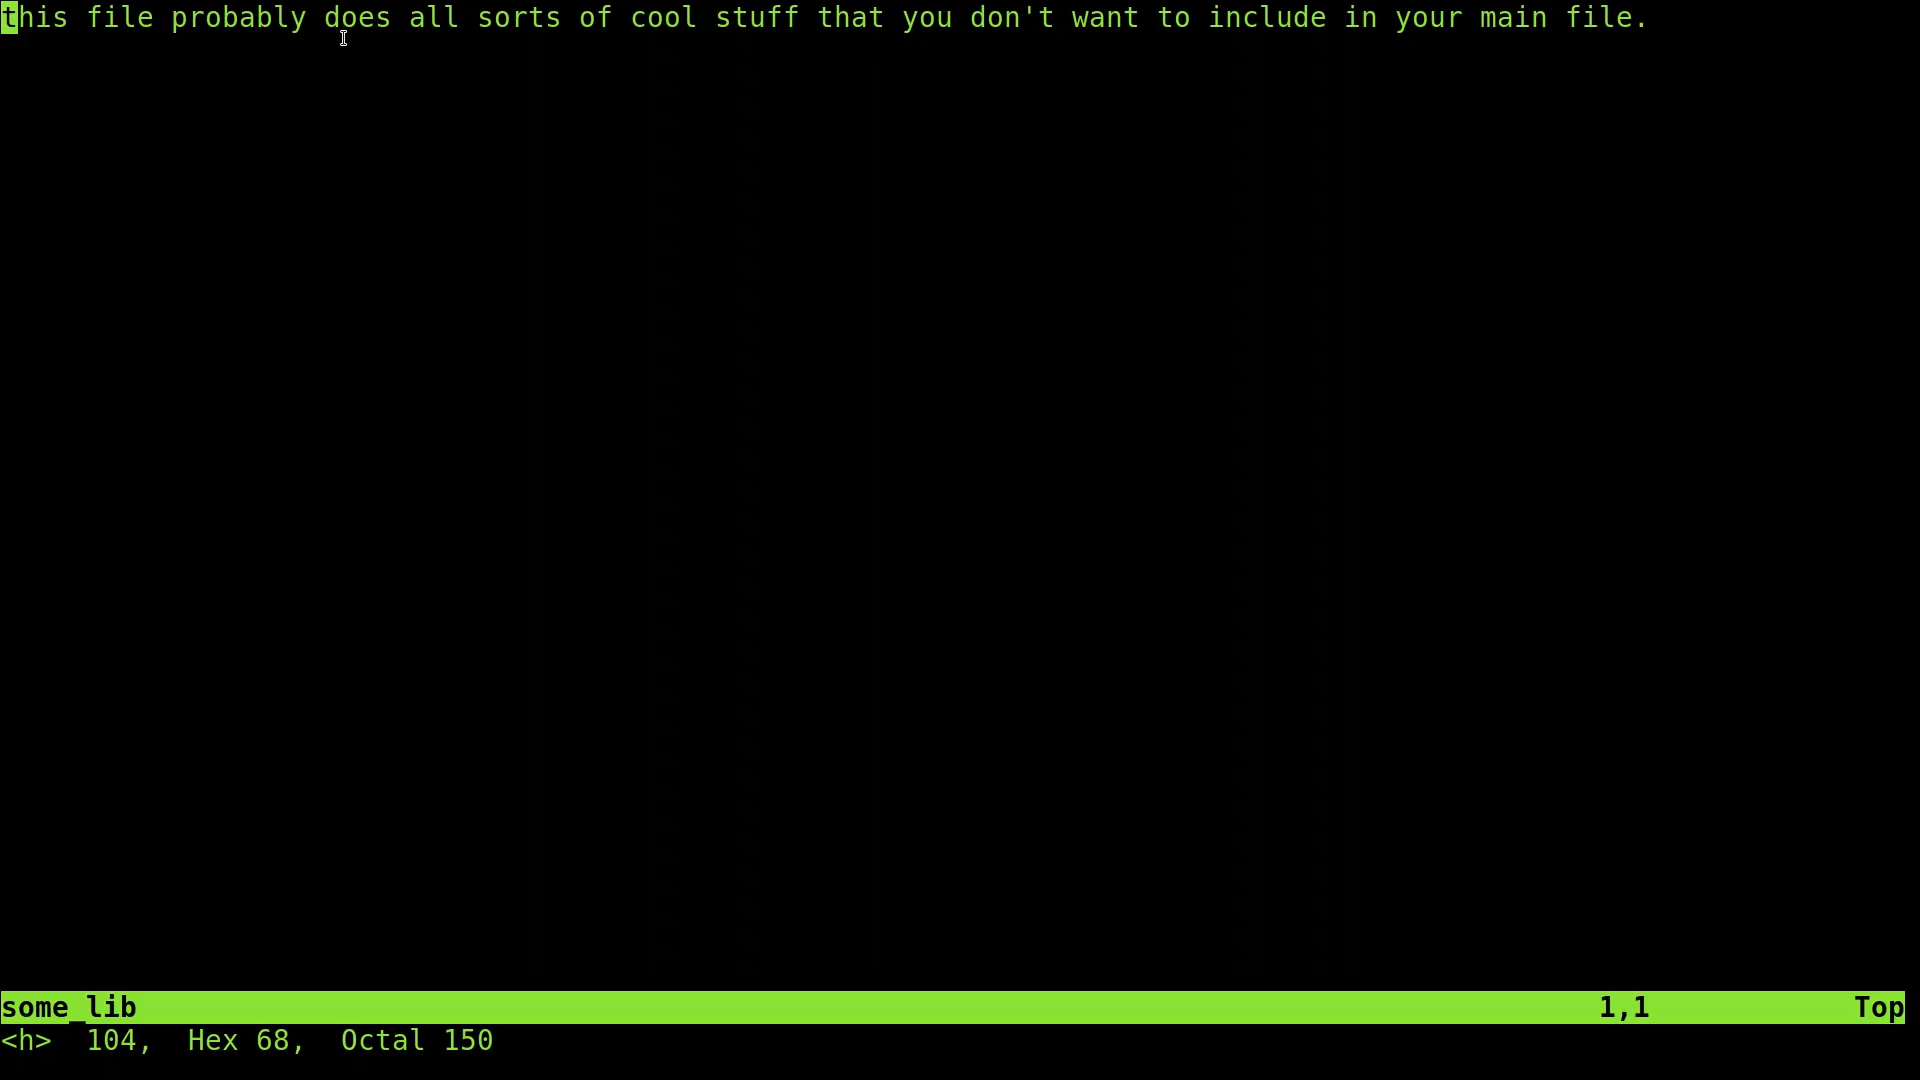 this file probably does all sorts of cool stuff that you don't want to include in your main file.
some_lib 1,1 Top
<h>  104,  Hex 68,  Octal 150